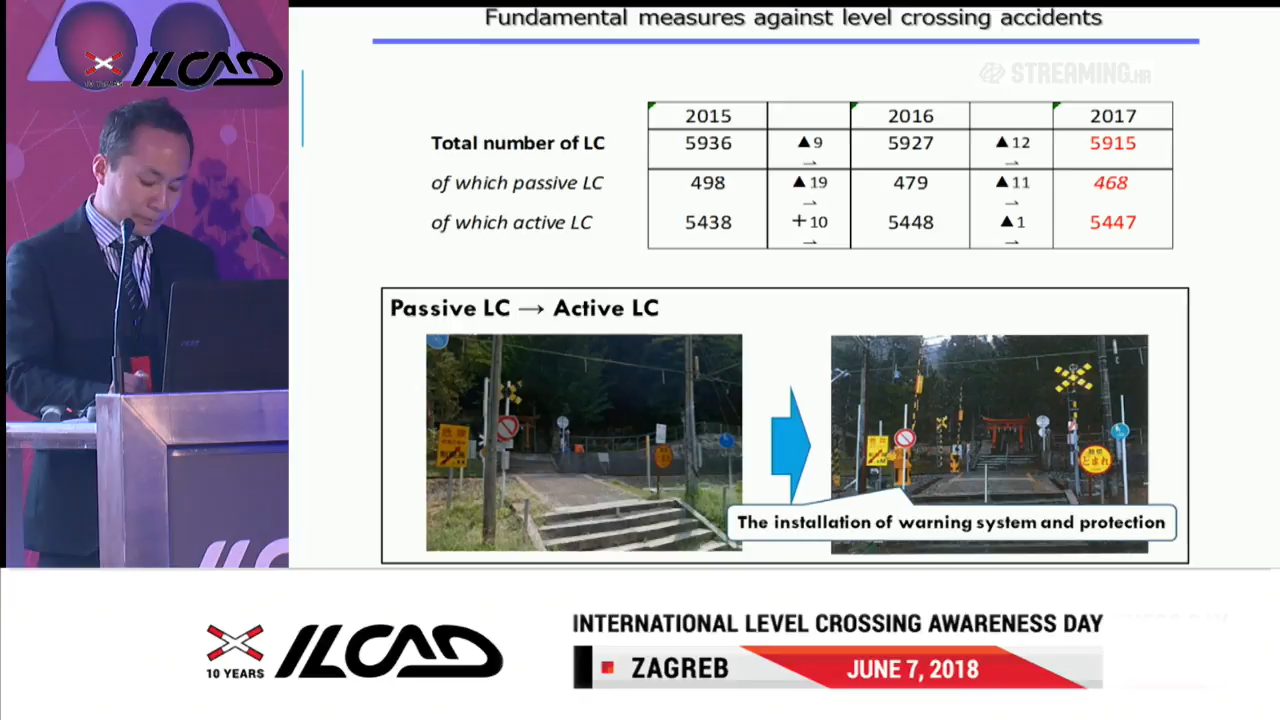 Fundamental measures against level crossing accidents
ILCAD
STREAMING.HR
2015 2016 2017
Total number of LC 5936 ▲9 5927 ▲12 5915
of which passive LC 498 ▲19 479 ▲11 468
of which active LC 5438 +10 5448 ▲1 5447
Passive LC → Active LC
とまれ
The installation of warning system and protection
ILCAD
10 YEARS
INTERNATIONAL LEVEL CROSSING AWARENESS DAY
ZAGREB
JUNE 7, 2018